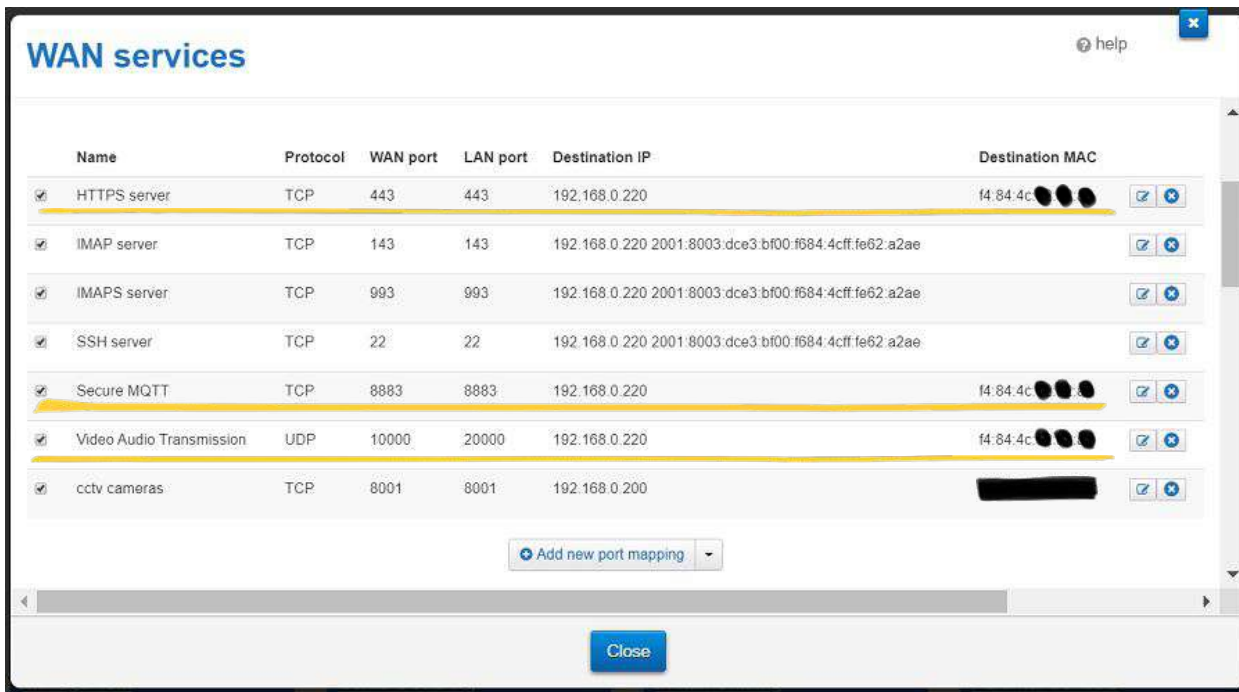 WAN services
help
Name Protocol WAN port LAN port Destination IP Destination MAC
HTTPS server TCP 443 443 192.168.0.220 f4:84:4c:
IMAP server TCP 143 143 192.168.0.220 2001:8003:dce3:bf00:f684:4cff:fe62:a2ae
IMAPS server TCP 993 993 192.168.0.220 2001:8003:dce3:bf00:f684:4cff:fe62:a2ae
SSH server TCP 22 22 192.168.0.220 2001:8003:dce3:bf00:f684:4cff:fe62:a2ae
Secure MQTT TCP 8883 8883 192.168.0.220 f4:84:4c:
Video Audio Transmission UDP 10000 20000 192.168.0.220 f4:84:4c:
cctv cameras TCP 8001 8001 192.168.0.200
Add new port mapping
Close